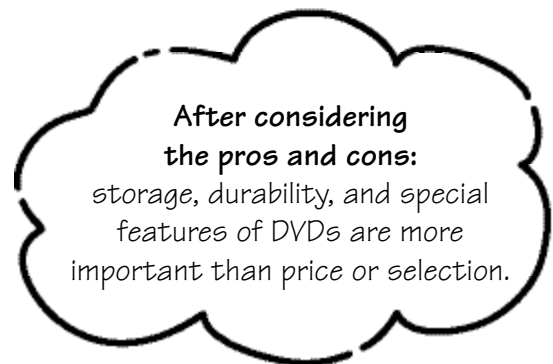 After considering
the pros and cons:
storage, durability, and special
features of DVDs are more
important than price or selection.